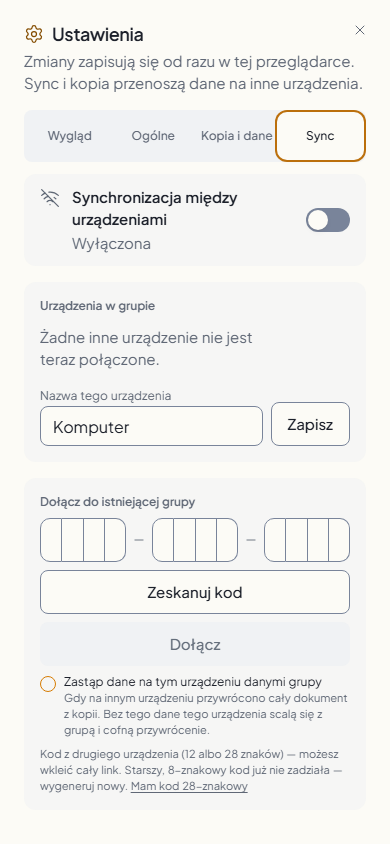 Ustawienia
Zmiany zapisują się od razu w tej przeglądarce.
Sync i kopia przenoszą dane na inne urządzenia.
Wygląd Ogólne Kopia i dane Sync
Synchronizacja między
urządzeniami
Wyłączona
Urządzenia w grupie
Żadne inne urządzenie nie jest
teraz połączone.
Nazwa tego urządzenia
Komputer Zapisz
Dołącz do istniejącej grupy
– –
Zeskanuj kod
Dołącz
Zastąp dane na tym urządzeniu danymi grupy
Gdy na innym urządzeniu przywrócono cały dokument
z kopii. Bez tego dane tego urządzenia scalą się z
grupą i cofną przywrócenie.
Kod z drugiego urządzenia (12 albo 28 znaków) — możesz
wkleić cały link. Starszy, 8-znakowy kod już nie zadziała —
wygeneruj nowy. Mam kod 28-znakowy